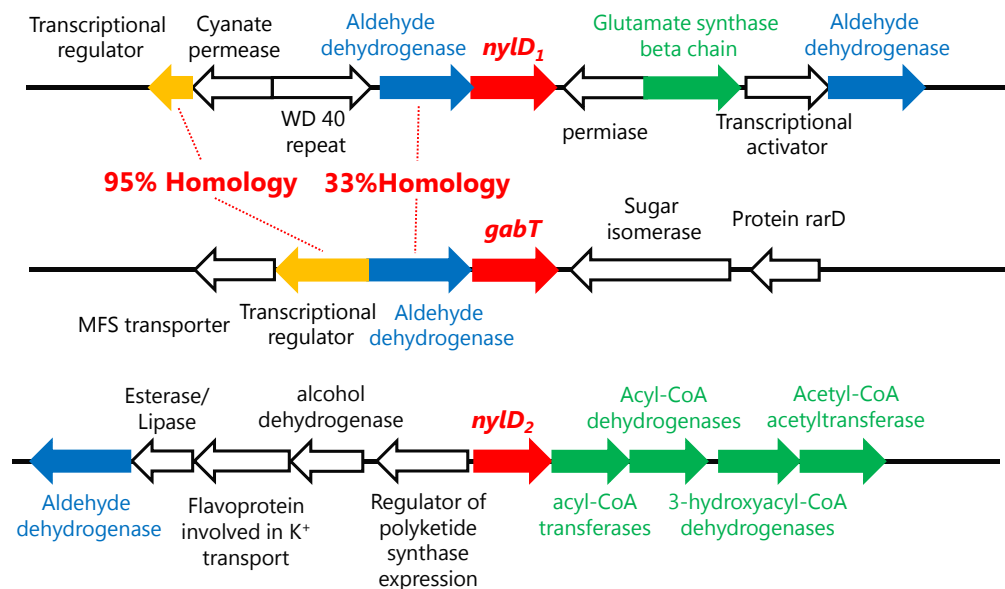 Transcriptional
regulator
Cyanate
permease
Aldehyde
dehydrogenase
nylD1
Glutamate synthase
beta chain
Aldehyde
dehydrogenase
WD 40
repeat
permiase
Transcriptional
activator
95% Homology
33%Homology
gabT
Sugar
isomerase
Protein rarD
MFS transporter
Transcriptional
regulator
Aldehyde
dehydrogenase
Esterase/
Lipase
alcohol
dehydrogenase
nylD2
Acyl-CoA
dehydrogenases
Acetyl-CoA
acetyltransferase
Aldehyde
dehydrogenase
Flavoprotein
involved in K+
transport
Regulator of
polyketide
synthase
expression
acyl-CoA
transferases
3-hydroxyacyl-CoA
dehydrogenases